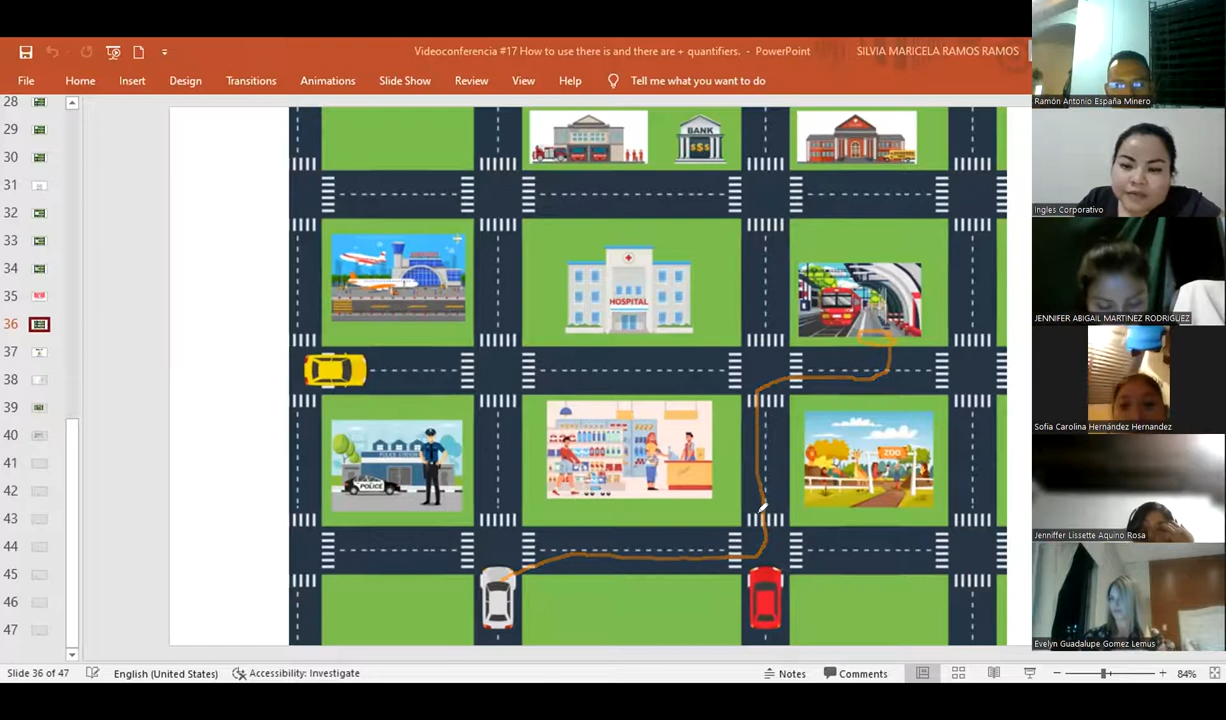 Videoconferencia #17 How to use there is and there are + quantifiers. - PowerPoint
SILVIA MARICELA RAMOS RAMOS
File Home Insert Design Transitions Animations Slide Show Review View Help Tell me what you want to do
28
29
30
31
32
33
34
35
36
37
38
39
40
41
42
43
44
45
46
47
BANK
$$$
HOSPITAL
POLICE
ZOO
Ramón Antonio España Minero
Ingles Corporativo
JENNIFER ABIGAIL MARTINEZ RODRIGUEZ
Sofia Carolina Hernández Hernandez
Jenniffer Lissette Aquino Rosa
Evelyn Guadalupe Gomez Lemus
Slide 36 of 47 English (United States) Accessibility: Investigate Notes Comments 84%